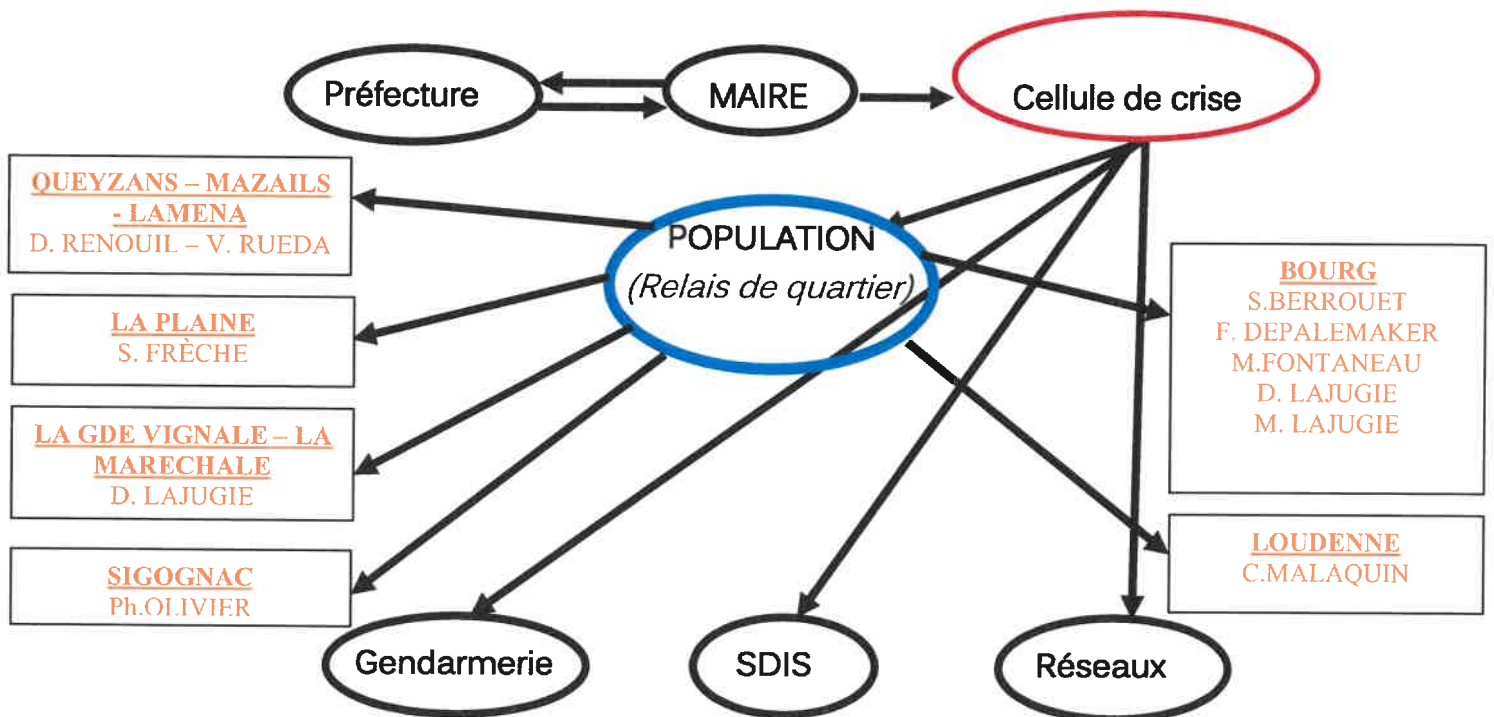 Préfecture
MAIRE
Cellule de crise
QUEYZANS – MAZAILS
- LAMENA
D. RENOUIL – V. RUEDA
POPULATION
(Relais de quartier)
BOURG
S.BERROUET
F. DEPALEMAKER
M.FONTANEAU
D. LAJUGIE
M. LAJUGIE
LA PLAINE
S. FRÈCHE
LA GDE VIGNALE – LA
MARECHALE
D. LAJUGIE
SIGOGNAC
Ph.OLIVIER
LOUDENNE
C.MALAQUIN
Gendarmerie
SDIS
Réseaux